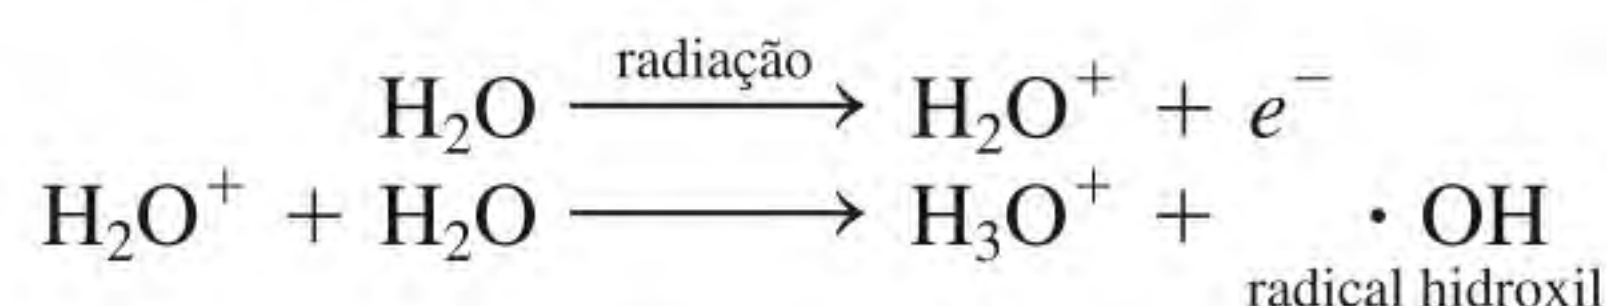 radiação
H₂O ⟶ H₂O⁺ + e⁻
H₂O⁺ + H₂O ⟶ H₃O⁺ + · OH
radical hidroxil